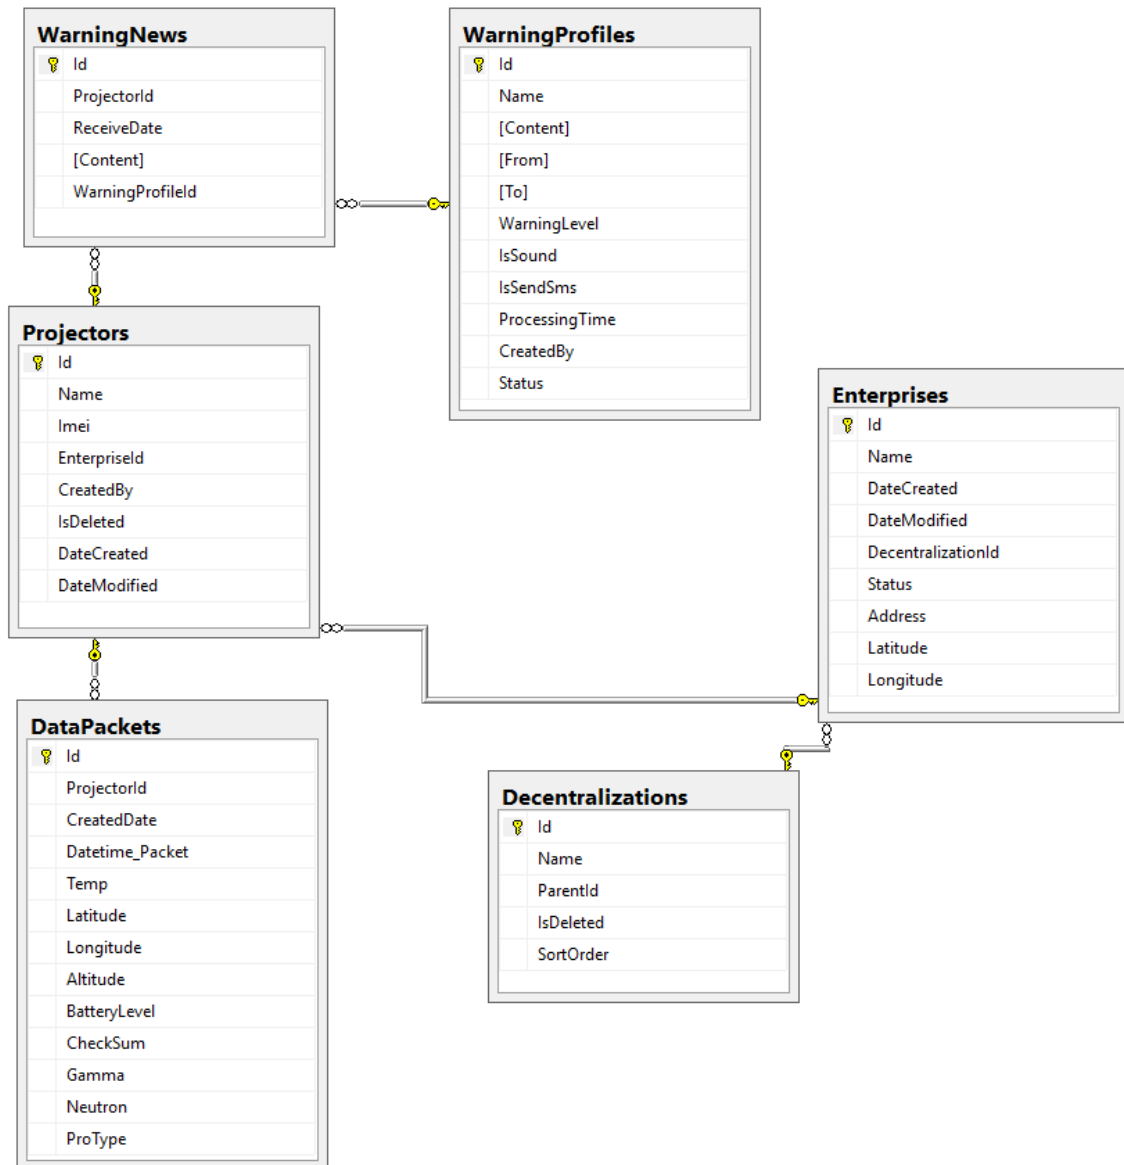 WarningNews
Id
ProjectorId
ReceiveDate
[Content]
WarningProfileId
WarningProfiles
Id
Name
[Content]
[From]
[To]
WarningLevel
IsSound
IsSendSms
ProcessingTime
CreatedBy
Status
Projectors
Id
Name
Imei
EnterpriseId
CreatedBy
IsDeleted
DateCreated
DateModified
Enterprises
Id
Name
DateCreated
DateModified
DecentralizationId
Status
Address
Latitude
Longitude
DataPackets
Id
ProjectorId
CreatedDate
Datetime_Packet
Temp
Latitude
Longitude
Altitude
BatteryLevel
CheckSum
Gamma
Neutron
ProType
Decentralizations
Id
Name
ParentId
IsDeleted
SortOrder